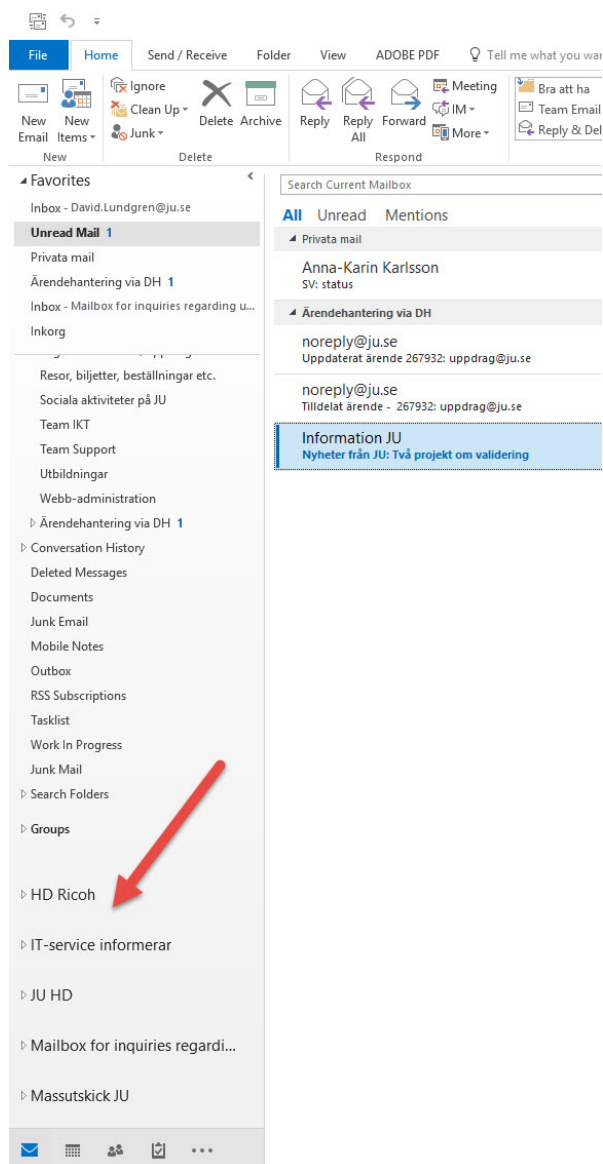 File Home Send / Receive Folder View ADOBE PDF Tell me what you wan
New Email
New Items
Ignore
Clean Up
Junk
Delete
Archive
Reply
Reply All
Forward
Meeting
IM
More
Bra att ha
Team Email
Reply & Del
New
Delete
Respond
Favorites
Inbox - David.Lundgren@ju.se
Unread Mail 1
Privata mail
Ärendehantering via DH 1
Inbox - Mailbox for inquiries regarding u...
Inkorg
Resor, biljetter, beställningar etc.
Sociala aktiviteter på JU
Team IKT
Team Support
Utbildningar
Webb-administration
Ärendehantering via DH 1
Conversation History
Deleted Messages
Documents
Junk Email
Mobile Notes
Outbox
RSS Subscriptions
Tasklist
Work In Progress
Junk Mail
Search Folders
Groups
HD Ricoh
IT-service informerar
JU HD
Mailbox for inquiries regardi...
Massutskick JU
Search Current Mailbox
All Unread Mentions
Privata mail
Anna-Karin Karlsson
SV: status
Ärendehantering via DH
noreply@ju.se
Uppdaterat ärende 267932: uppdrag@ju.se
noreply@ju.se
Tilldelat ärende - 267932: uppdrag@ju.se
Information JU
Nyheter från JU: Två projekt om validering